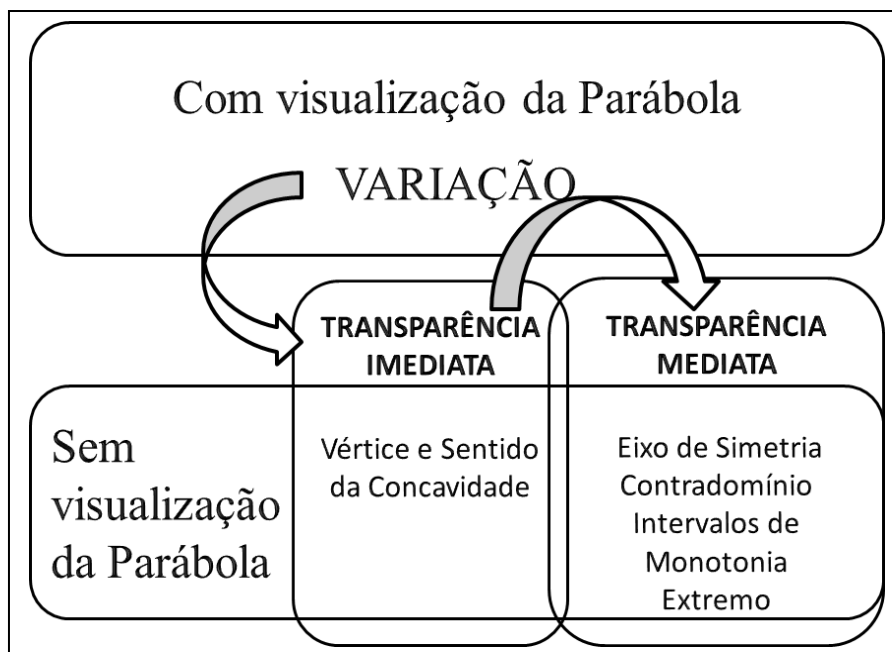 Com visualização da Parábola
VARIAÇÃO
TRANSPARÊNCIA
IMEDIATA
TRANSPARÊNCIA
MEDIATA
Sem
visualização
da Parábola
Vértice e Sentido
da Concavidade
Eixo de Simetria
Contradomínio
Intervalos de
Monotonia
Extremo